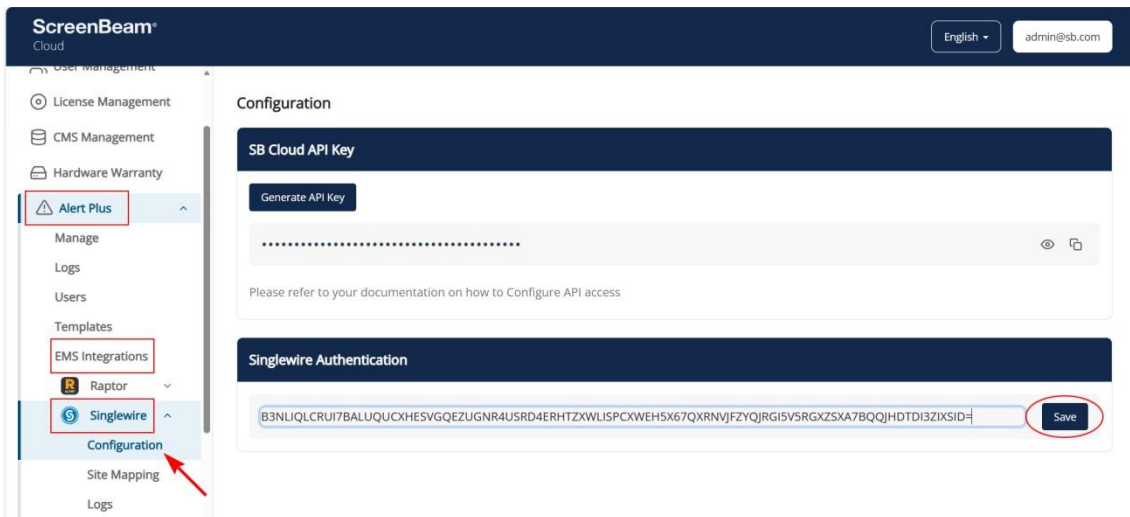 ScreenBeam®
Cloud
English
admin@sb.com
User Management
License Management
CMS Management
Hardware Warranty
Alert Plus
Manage
Logs
Users
Templates
EMS Integrations
Raptor
Singlewire
Configuration
Site Mapping
Logs
Configuration
SB Cloud API Key
Generate API Key
Please refer to your documentation on how to Configure API access
Singlewire Authentication
B3NLIQLCRUI7BALUQUCXHESVGQEZUGNR4USRD4ERHTZXWLISPCXWEH5X67QXRNVJFZYQJRGI5V5RGXZSXA7BQQJHDTDI3ZIXSID=
Save